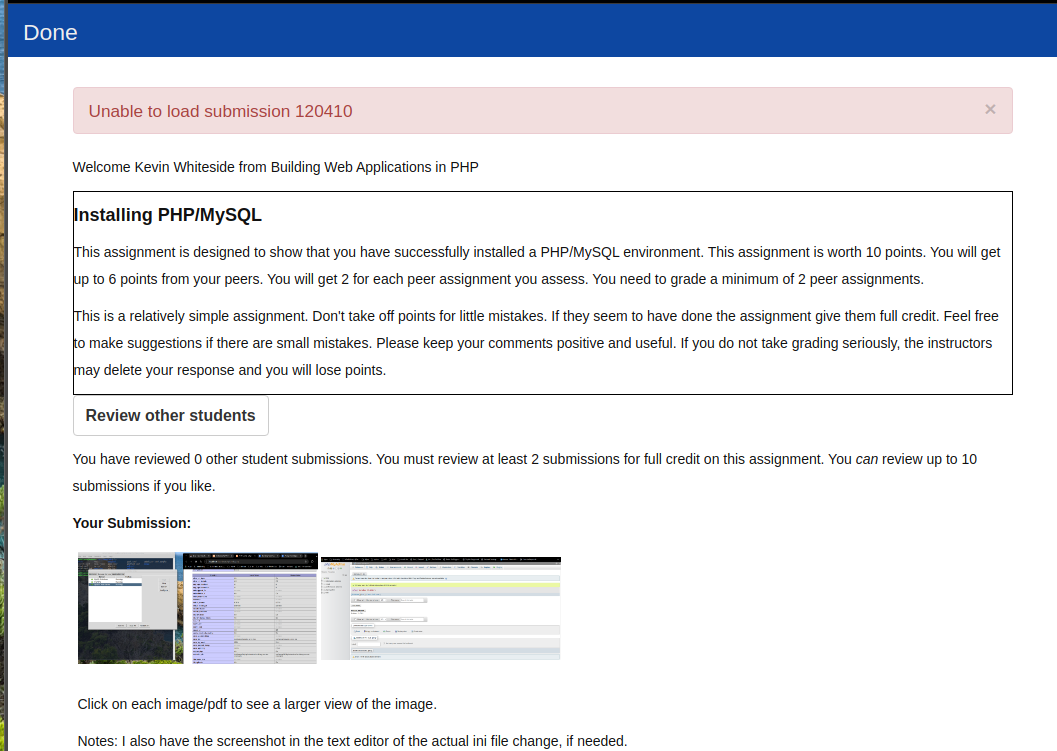 Done
Unable to load submission 120410
×
Welcome Kevin Whiteside from Building Web Applications in PHP
Installing PHP/MySQL
This assignment is designed to show that you have successfully installed a PHP/MySQL environment. This assignment is worth 10 points. You will get
up to 6 points from your peers. You will get 2 for each peer assignment you assess. You need to grade a minimum of 2 peer assignments.
This is a relatively simple assignment. Don't take off points for little mistakes. If they seem to have done the assignment give them full credit. Feel free
to make suggestions if there are small mistakes. Please keep your comments positive and useful. If you do not take grading seriously, the instructors
may delete your response and you will lose points.
Review other students
You have reviewed 0 other student submissions. You must review at least 2 submissions for full credit on this assignment. You can review up to 10
submissions if you like.
Your Submission:
Click on each image/pdf to see a larger view of the image.
Notes: I also have the screenshot in the text editor of the actual ini file change, if needed.